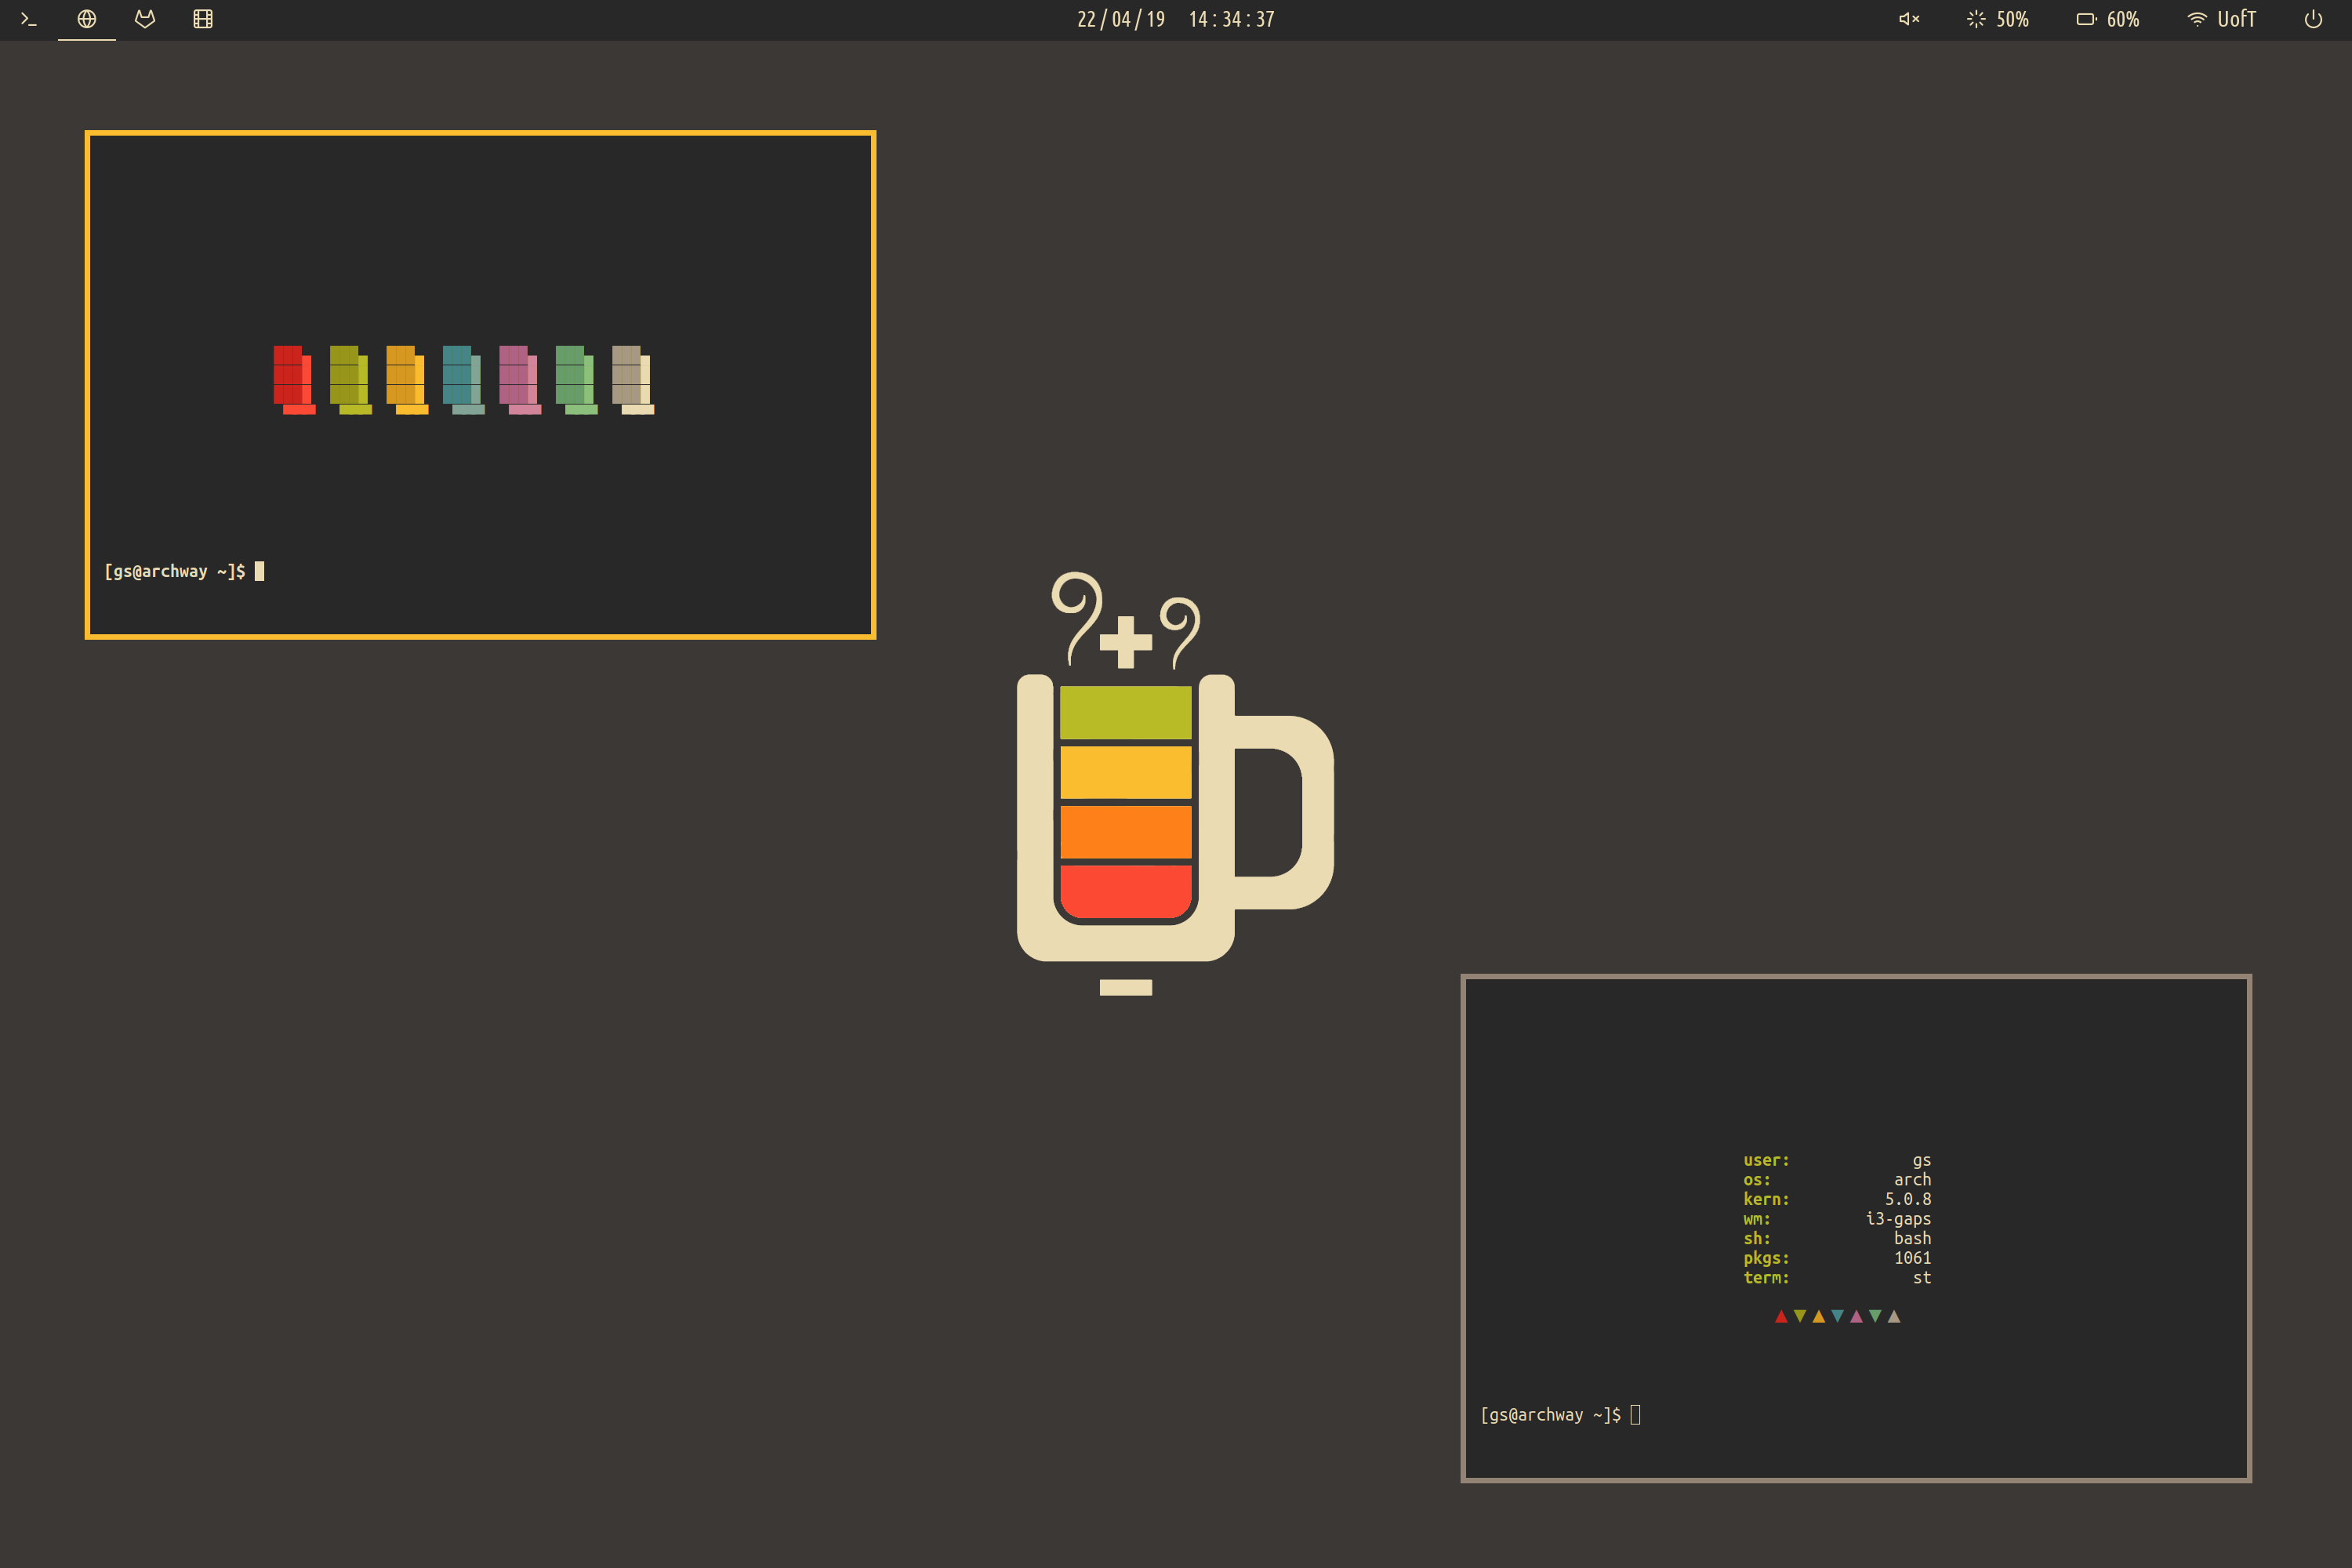 22/04/19 14:34:37
50%
60%
UofT
[gs@archway ~]$
user: gs
os: arch
kern: 5.0.8
wm: i3-gaps
sh: bash
pkgs: 1061
term: st
[gs@archway ~]$